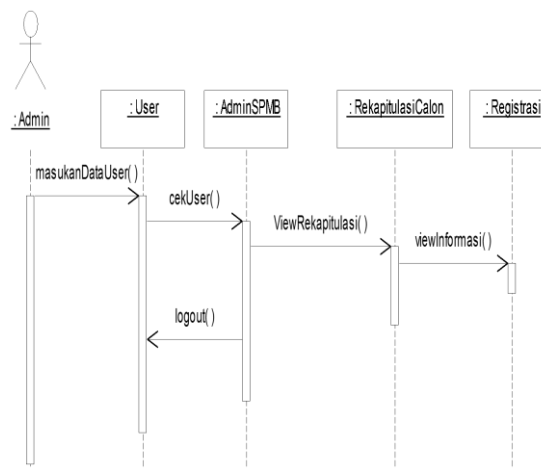 : Admin
: User
: AdminSPMB
: RekapitulasiCalon
: Registrasi
masukanDataUser( )
cekUser( )
ViewRekapitulasi( )
viewInformasi( )
logout( )